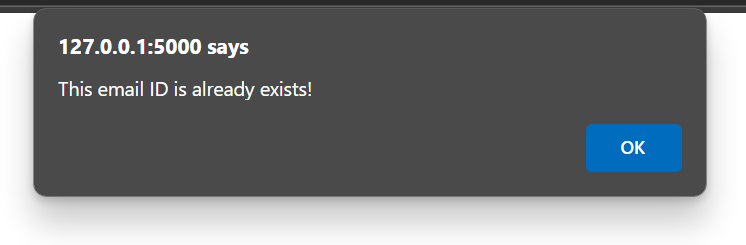 127.0.0.1:5000 says
This email ID is already exists!
OK